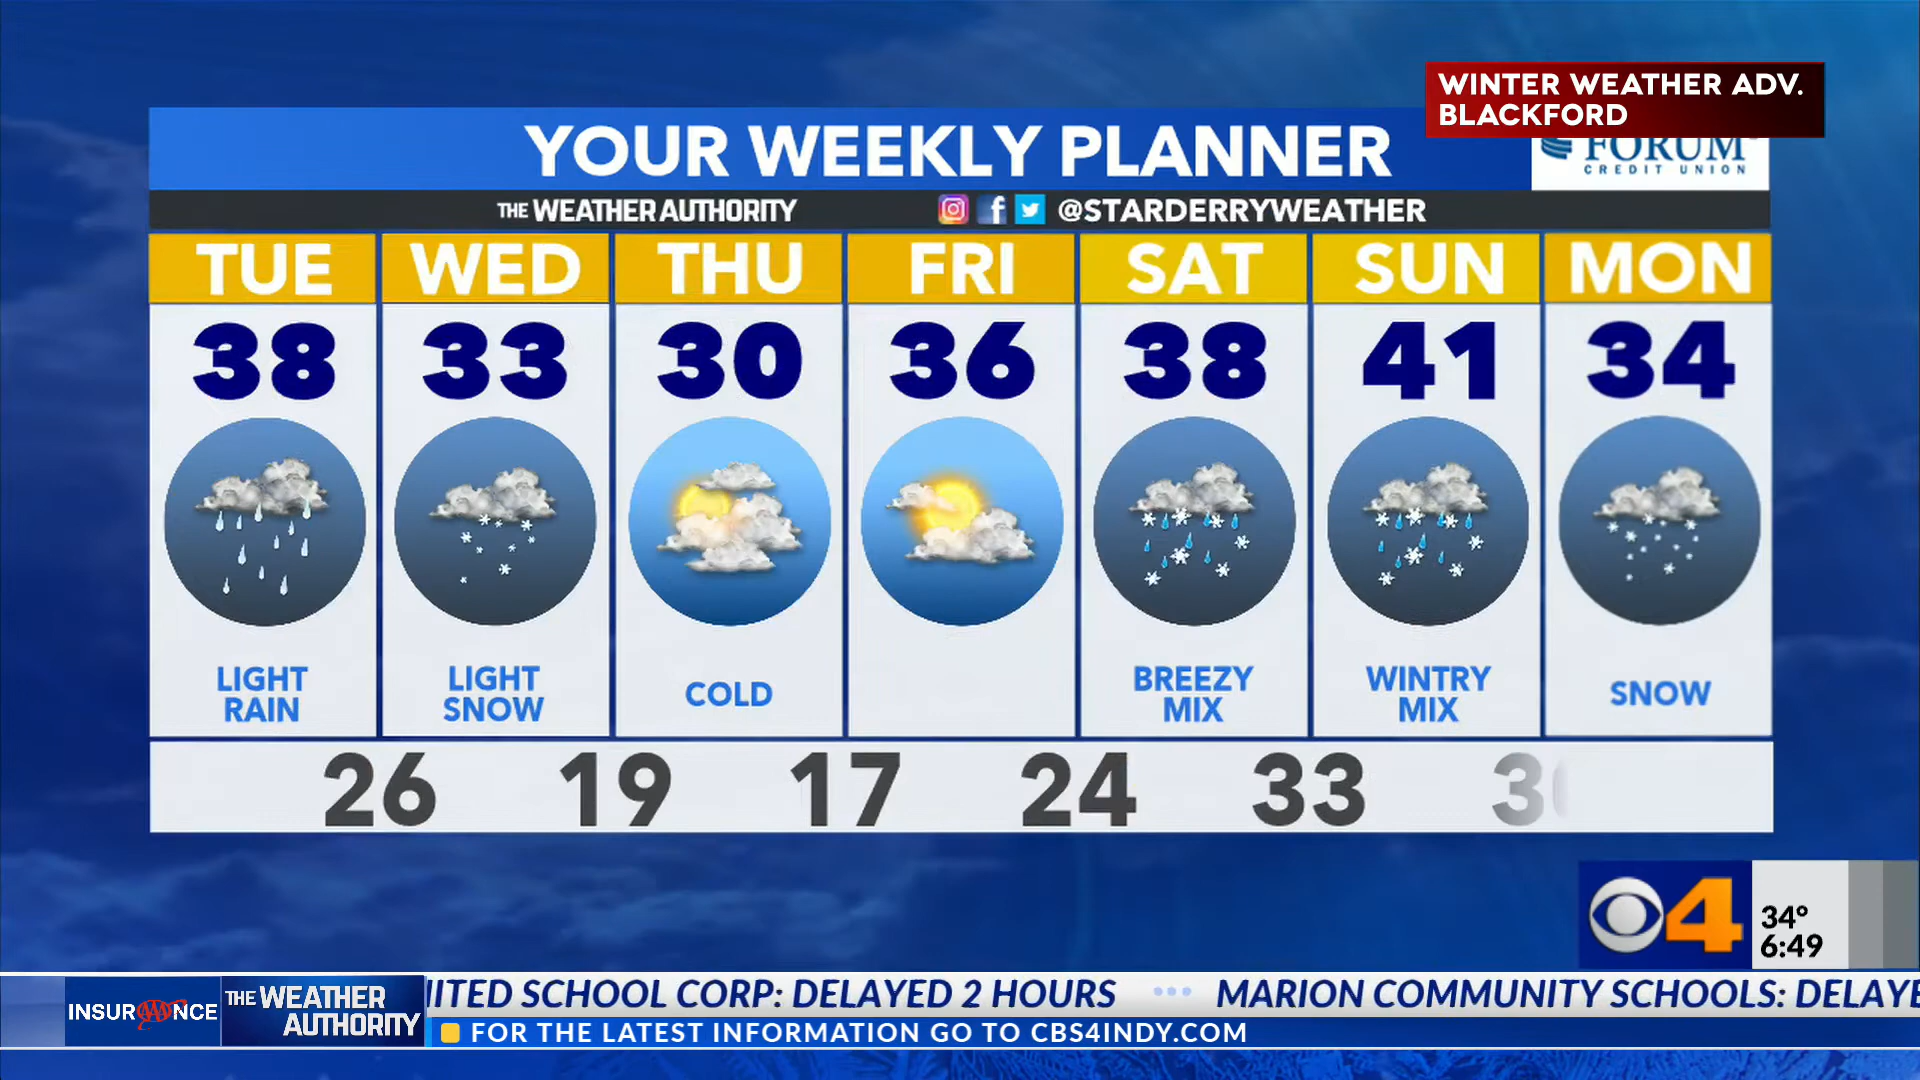 WINTER WEATHER ADV.
BLACKFORD
YOUR WEEKLY PLANNER
FORUM
CREDIT UNION
THE WEATHER AUTHORITY
@STARDERRYWEATHER
TUE WED THU FRI SAT SUN MON
38 33 30 36 38 41 34
LIGHT RAIN
LIGHT SNOW
COLD
BREEZY MIX
WINTRY MIX
SNOW
26 19 17 24 33
4
34°
6:49
INSURANCE
THE WEATHER AUTHORITY
SCHOOL CORP: DELAYED 2 HOURS ••• MARION COMMUNITY SCHOOLS:
FOR THE LATEST INFORMATION GO TO CBS4INDY.COM